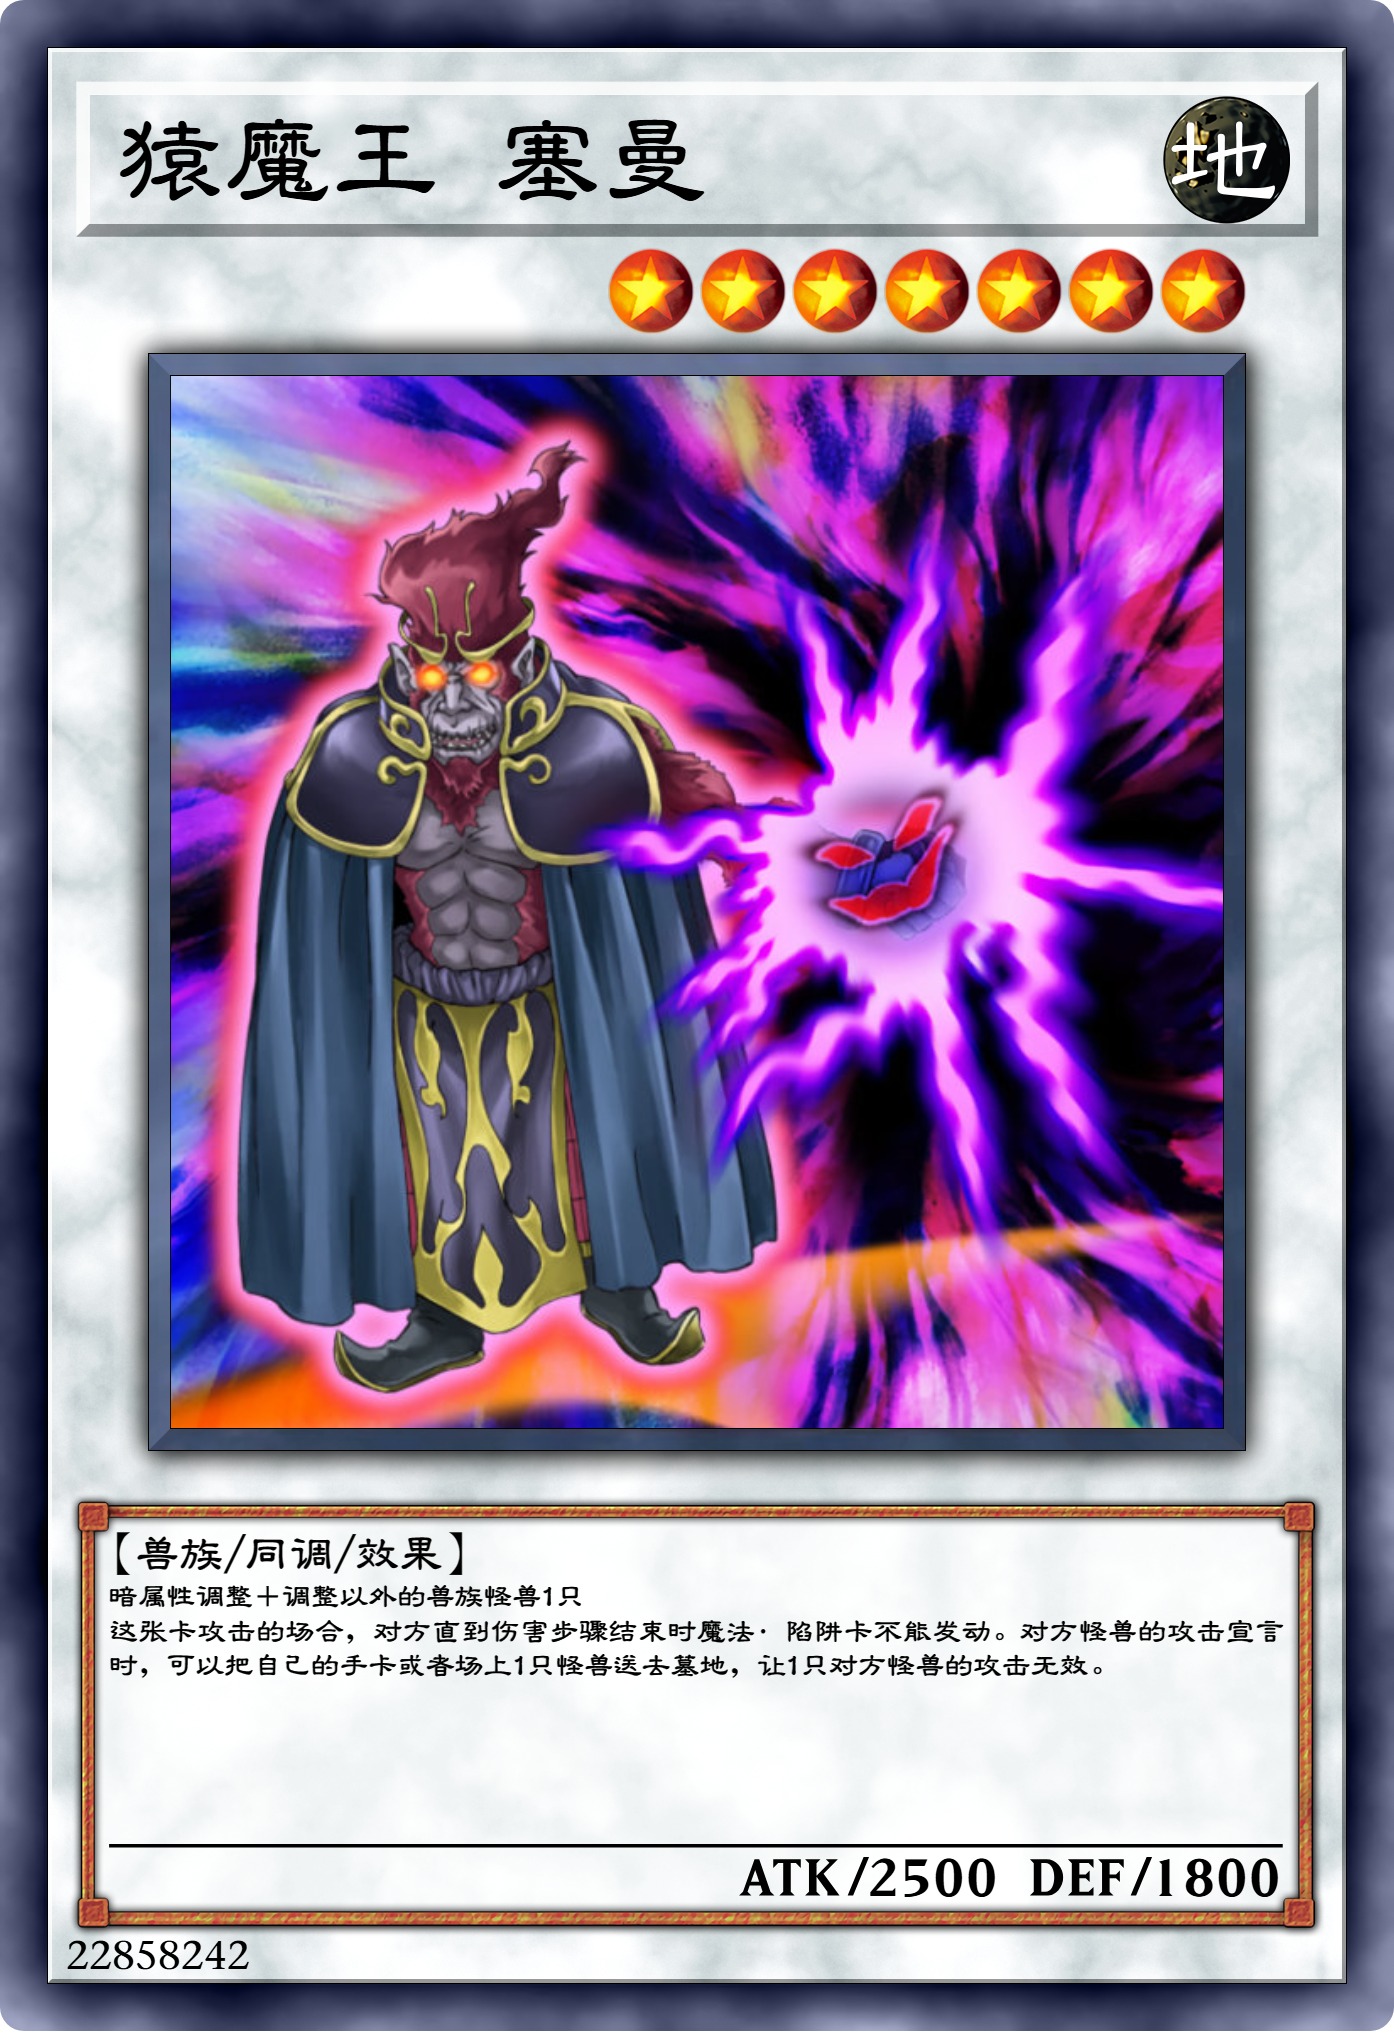 猿魔王 塞曼
地
【兽族/同调/效果】
暗属性调整＋调整以外的兽族怪兽1只
这张卡攻击的场合，对方直到伤害步骤结束时魔法·陷阱卡不能发动。对方怪兽的攻击宣言
时，可以把自己的手卡或者场上1只怪兽送去墓地，让1只对方怪兽的攻击无效。
ATK/2500 DEF/1800
22858242